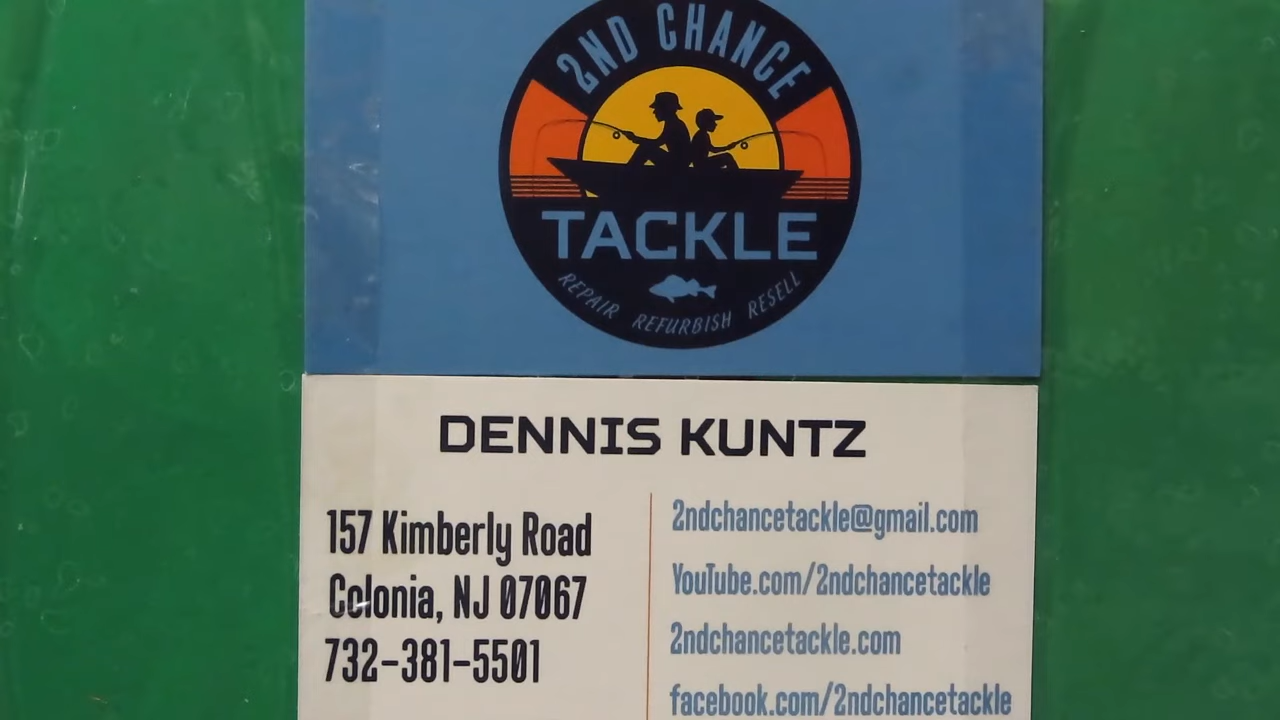 2ND CHANCE
TACKLE
REPAIR REFURBISH RESELL
DENNIS KUNTZ
157 Kimberly Road
Colonia, NJ 07067
732-381-5501
2ndchancetackle@gmail.com
YouTube.com/2ndchancetackle
2ndchancetackle.com
facebook.com/2ndchancetackle